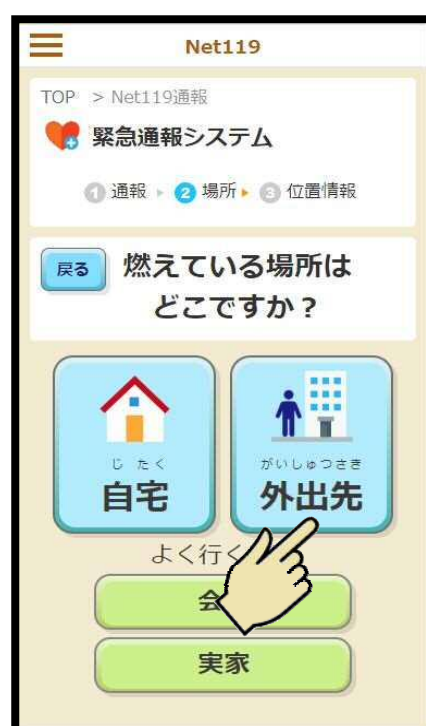 Net119
TOP > Net119通報
緊急通報システム
1 通報 ▸ 2 場所 ▸ 3 位置情報
戻る
燃えている場所は
どこですか？
じたく
自宅
がいしゅつさき
外出先
よく行く
会
実家